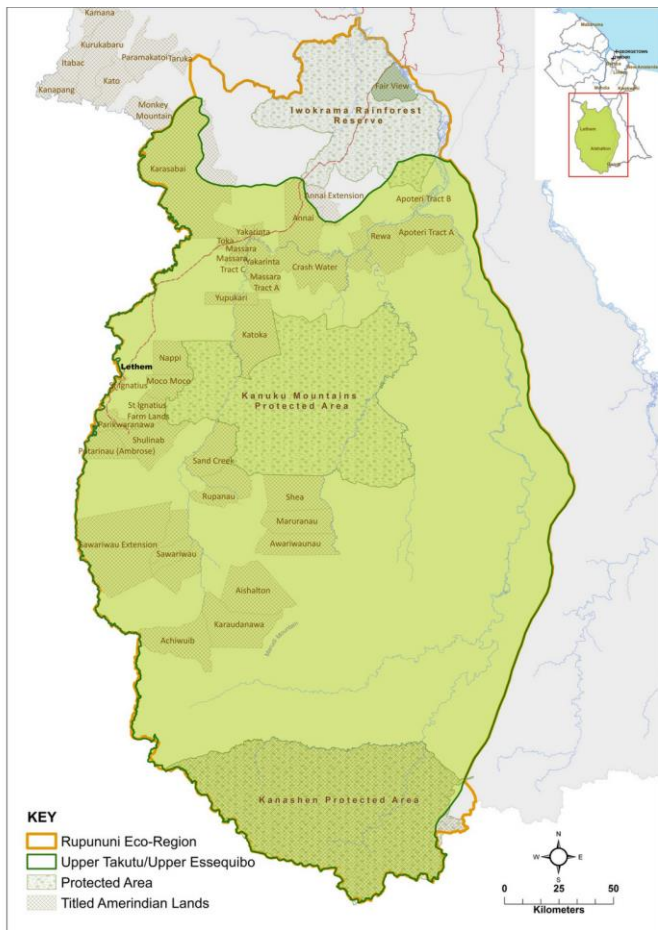 Kamana
Kurukabaru
Itabac
Paramakatoi
Taruka
Kato
Kanapang
Monkey
Mountain
Fair View
Iwokrama Rainforest
Reserve
Karasabai
Annai Extension
Apoteri Tract B
Annai
Yakarinta
Rewa
Apoteri Tract A
Toka
Massara
Massara
Tract C
Yakarinta
Crash Water
Massara
Tract A
Yupukari
Katoka
Nappi
Lethem
St Ignatius
Moco Moco
Kanuku Mountains
Protected Area
St Ignatius
Farm Lands
Parikwaranawa
Shulinab
Potarinau (Ambrose)
Sand Creek
Rupanau
Shea
Maruranau
Awariwaunau
Sawariwau Extension
Sawariwau
Aishalton
Karaudanawa
Achiwuib
Kanashen Protected Area
KEY
Rupununi Eco-Region
Upper Takutu/Upper Essequibo
Protected Area
Titled Amerindian Lands
N
W
E
S
0
25
50
Kilometers
GEORGETOWN
Lethem
Aishalton